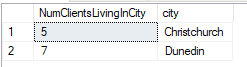 NumClientsLivingInCity city
1 5 Christchurch
2 7 Dunedin